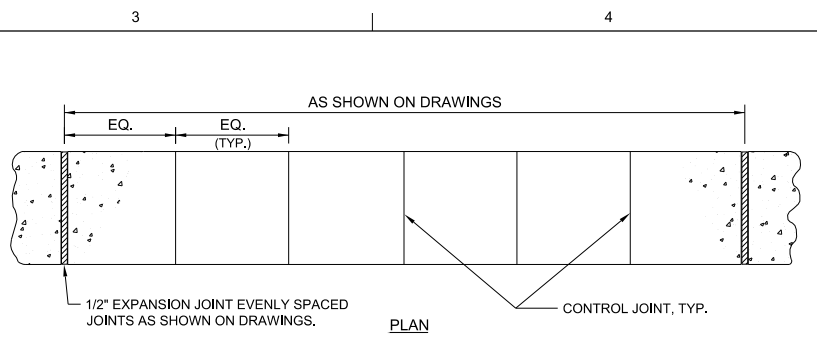 3
4
AS SHOWN ON DRAWINGS
EQ.
EQ.
(TYP.)
1/2" EXPANSION JOINT EVENLY SPACED
JOINTS AS SHOWN ON DRAWINGS.
CONTROL JOINT, TYP.
PLAN